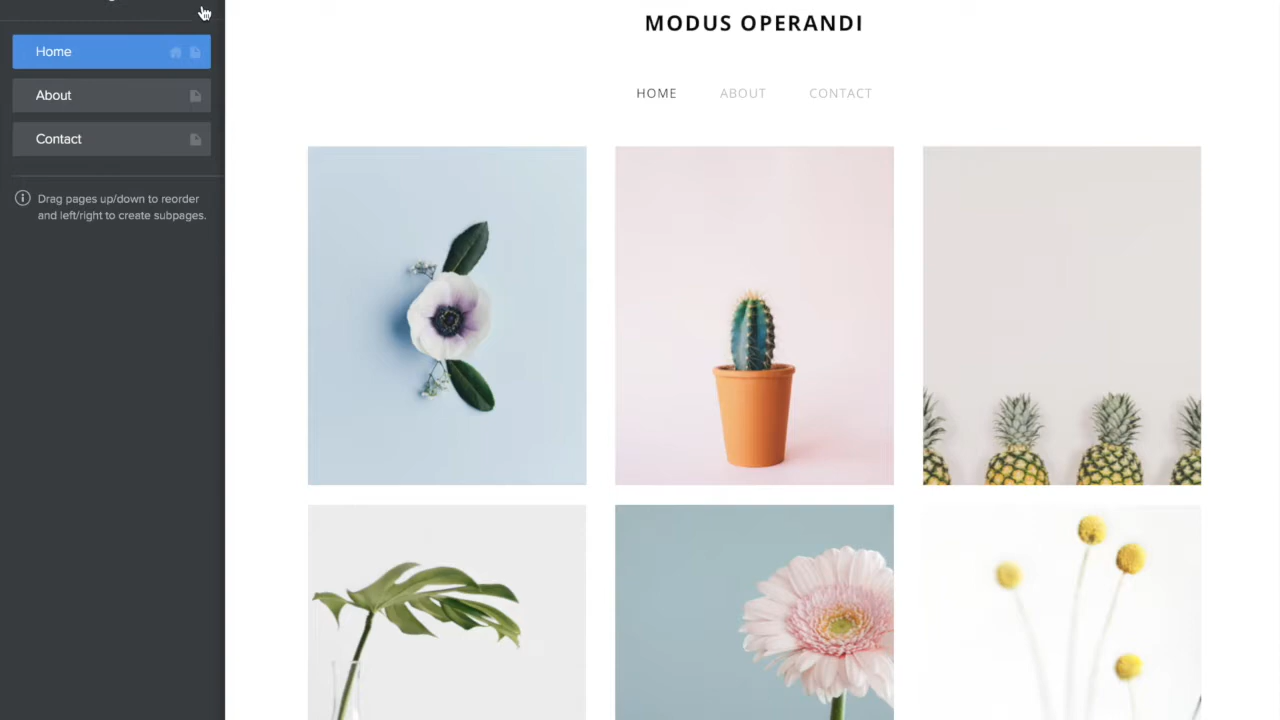 Home
About
Contact
Drag pages up/down to reorder
and left/right to create subpages.
MODUS OPERANDI
HOME ABOUT CONTACT